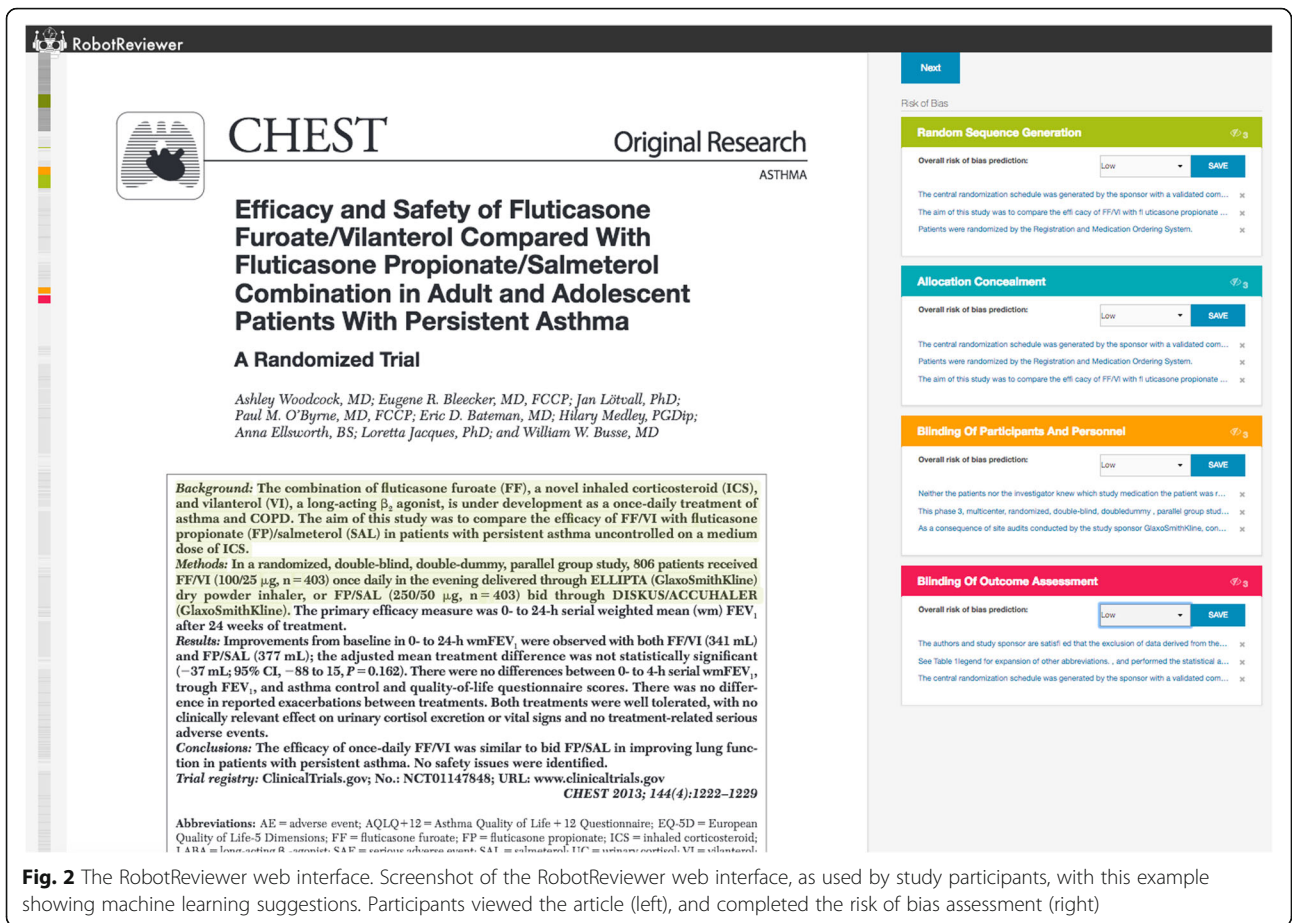 RobotReviewer
CHEST
Original Research
ASTHMA
Efficacy and Safety of Fluticasone
Furoate/Vilanterol Compared With
Fluticasone Propionate/Salmeterol
Combination in Adult and Adolescent
Patients With Persistent Asthma
A Randomized Trial
Ashley Woodcock, MD; Eugene R. Bleecker, MD, FCCP; Jan Lötvall, PhD;
Paul M. O'Byrne, MD, FCCP; Eric D. Bateman, MD; Hilary Medley, PGDip;
Anna Ellsworth, BS; Loretta Jacques, PhD; and William W. Busse, MD
Background: The combination of fluticasone furoate (FF), a novel inhaled corticosteroid (ICS),
and vilanterol (VI), a long-acting β₂ agonist, is under development as a once-daily treatment of
asthma and COPD. The aim of this study was to compare the efficacy of FF/VI with fluticasone
propionate (FP)/salmeterol (SAL) in patients with persistent asthma uncontrolled on a medium
dose of ICS.
Methods: In a randomized, double-blind, double-dummy, parallel group study, 806 patients received
FF/VI (100/25 μg, n = 403) once daily in the evening delivered through ELLIPTA (GlaxoSmithKline)
dry powder inhaler, or FP/SAL (250/50 μg, n = 403) bid through DISKUS/ACCUHALER
(GlaxoSmithKline). The primary efficacy measure was 0- to 24-h serial weighted mean (wm) FEV₁
after 24 weeks of treatment.
Results: Improvements from baseline in 0- to 24-h wmFEV₁ were observed with both FF/VI (341 mL)
and FP/SAL (377 mL); the adjusted mean treatment difference was not statistically significant
(−37 mL; 95% CI, −88 to 15, P = 0.162). There were no differences between 0- to 4-h serial wmFEV₁,
trough FEV₁, and asthma control and quality-of-life questionnaire scores. There was no differ-
ence in reported exacerbations between treatments. Both treatments were well tolerated, with no
clinically relevant effect on urinary cortisol excretion or vital signs and no treatment-related serious
adverse events.
Conclusions: The efficacy of once-daily FF/VI was similar to bid FP/SAL in improving lung func-
tion in patients with persistent asthma. No safety issues were identified.
Trial registry: ClinicalTrials.gov; No.: NCT01147848; URL: www.clinicaltrials.gov
CHEST 2013; 144(4):1222–1229
Abbreviations: AE = adverse event; AQLQ+12 = Asthma Quality of Life + 12 Questionnaire; EQ-5D = European
Quality of Life-5 Dimensions; FF = fluticasone furoate; FP = fluticasone propionate; ICS = inhaled corticosteroid;
LABA = long-acting β₂-agonist; SAE = serious adverse event; SAL = salmeterol; UC = urinary cortisol; VI = vilanterol;
Next
Risk of Bias
Random Sequence Generation 3
Overall risk of bias prediction: Low SAVE
The central randomization schedule was generated by the sponsor with a validated com... ×
The aim of this study was to compare the effi cacy of FF/VI with fl uticasone propionate ... ×
Patients were randomized by the Registration and Medication Ordering System. ×
Allocation Concealment 3
Overall risk of bias prediction: Low SAVE
The central randomization schedule was generated by the sponsor with a validated com... ×
Patients were randomized by the Registration and Medication Ordering System. ×
The aim of this study was to compare the effi cacy of FF/VI with fl uticasone propionate ... ×
Blinding Of Participants And Personnel 3
Overall risk of bias prediction: Low SAVE
Neither the patients nor the investigator knew which study medication the patient was r... ×
This phase 3, multicenter, randomized, double-blind, doubledummy , parallel group stud... ×
As a consequence of site audits conducted by the study sponsor GlaxoSmithKline, con... ×
Blinding Of Outcome Assessment 3
Overall risk of bias prediction: Low SAVE
The authors and study sponsor are satisfi ed that the exclusion of data derived from the... ×
See Table 1legend for expansion of other abbreviations. , and performed the statistical a... ×
The central randomization schedule was generated by the sponsor with a validated com... ×
Fig. 2 The RobotReviewer web interface. Screenshot of the RobotReviewer web interface, as used by study participants, with this example
showing machine learning suggestions. Participants viewed the article (left), and completed the risk of bias assessment (right)